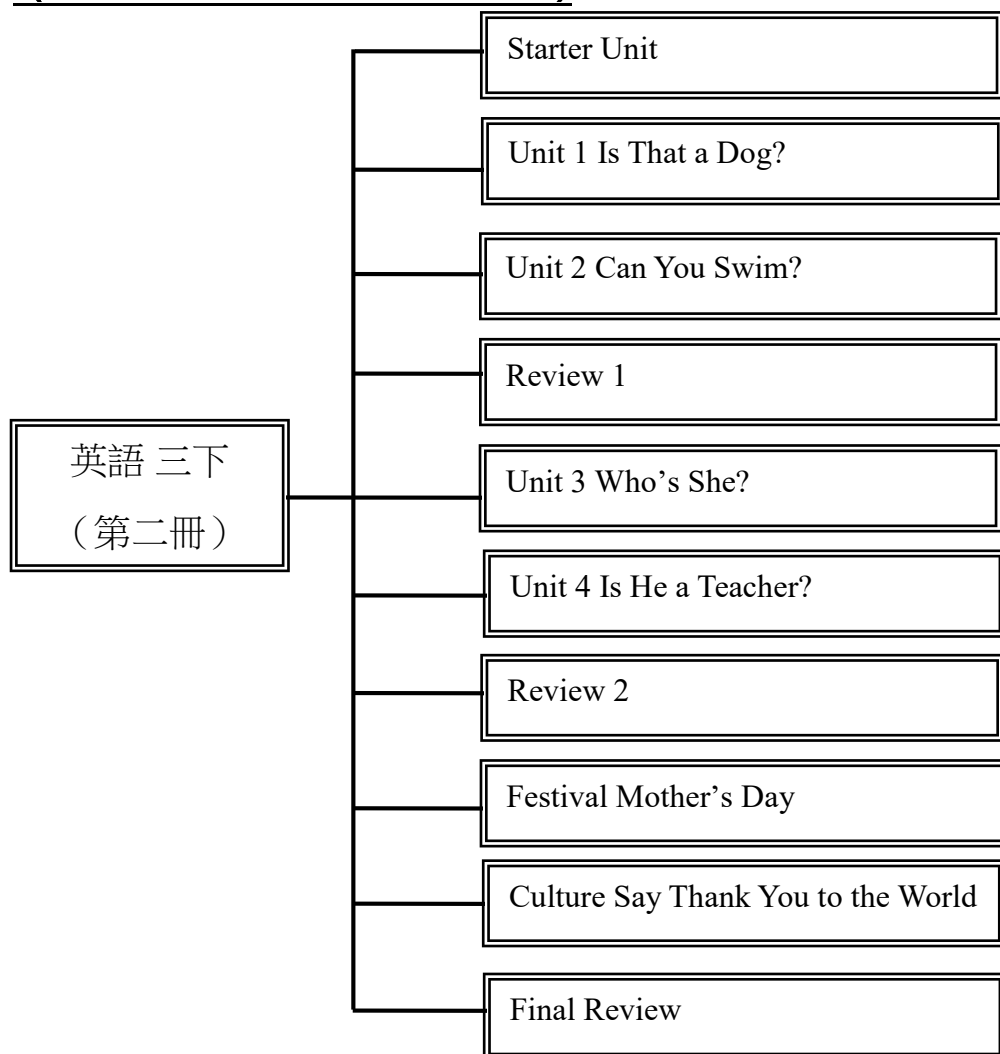 Starter Unit
Unit 1 Is That a Dog?
Unit 2 Can You Swim?
Review 1
英語 三下
（第二冊）
Unit 3 Who’s She?
Unit 4 Is He a Teacher?
Review 2
Festival Mother’s Day
Culture Say Thank You to the World
Final Review